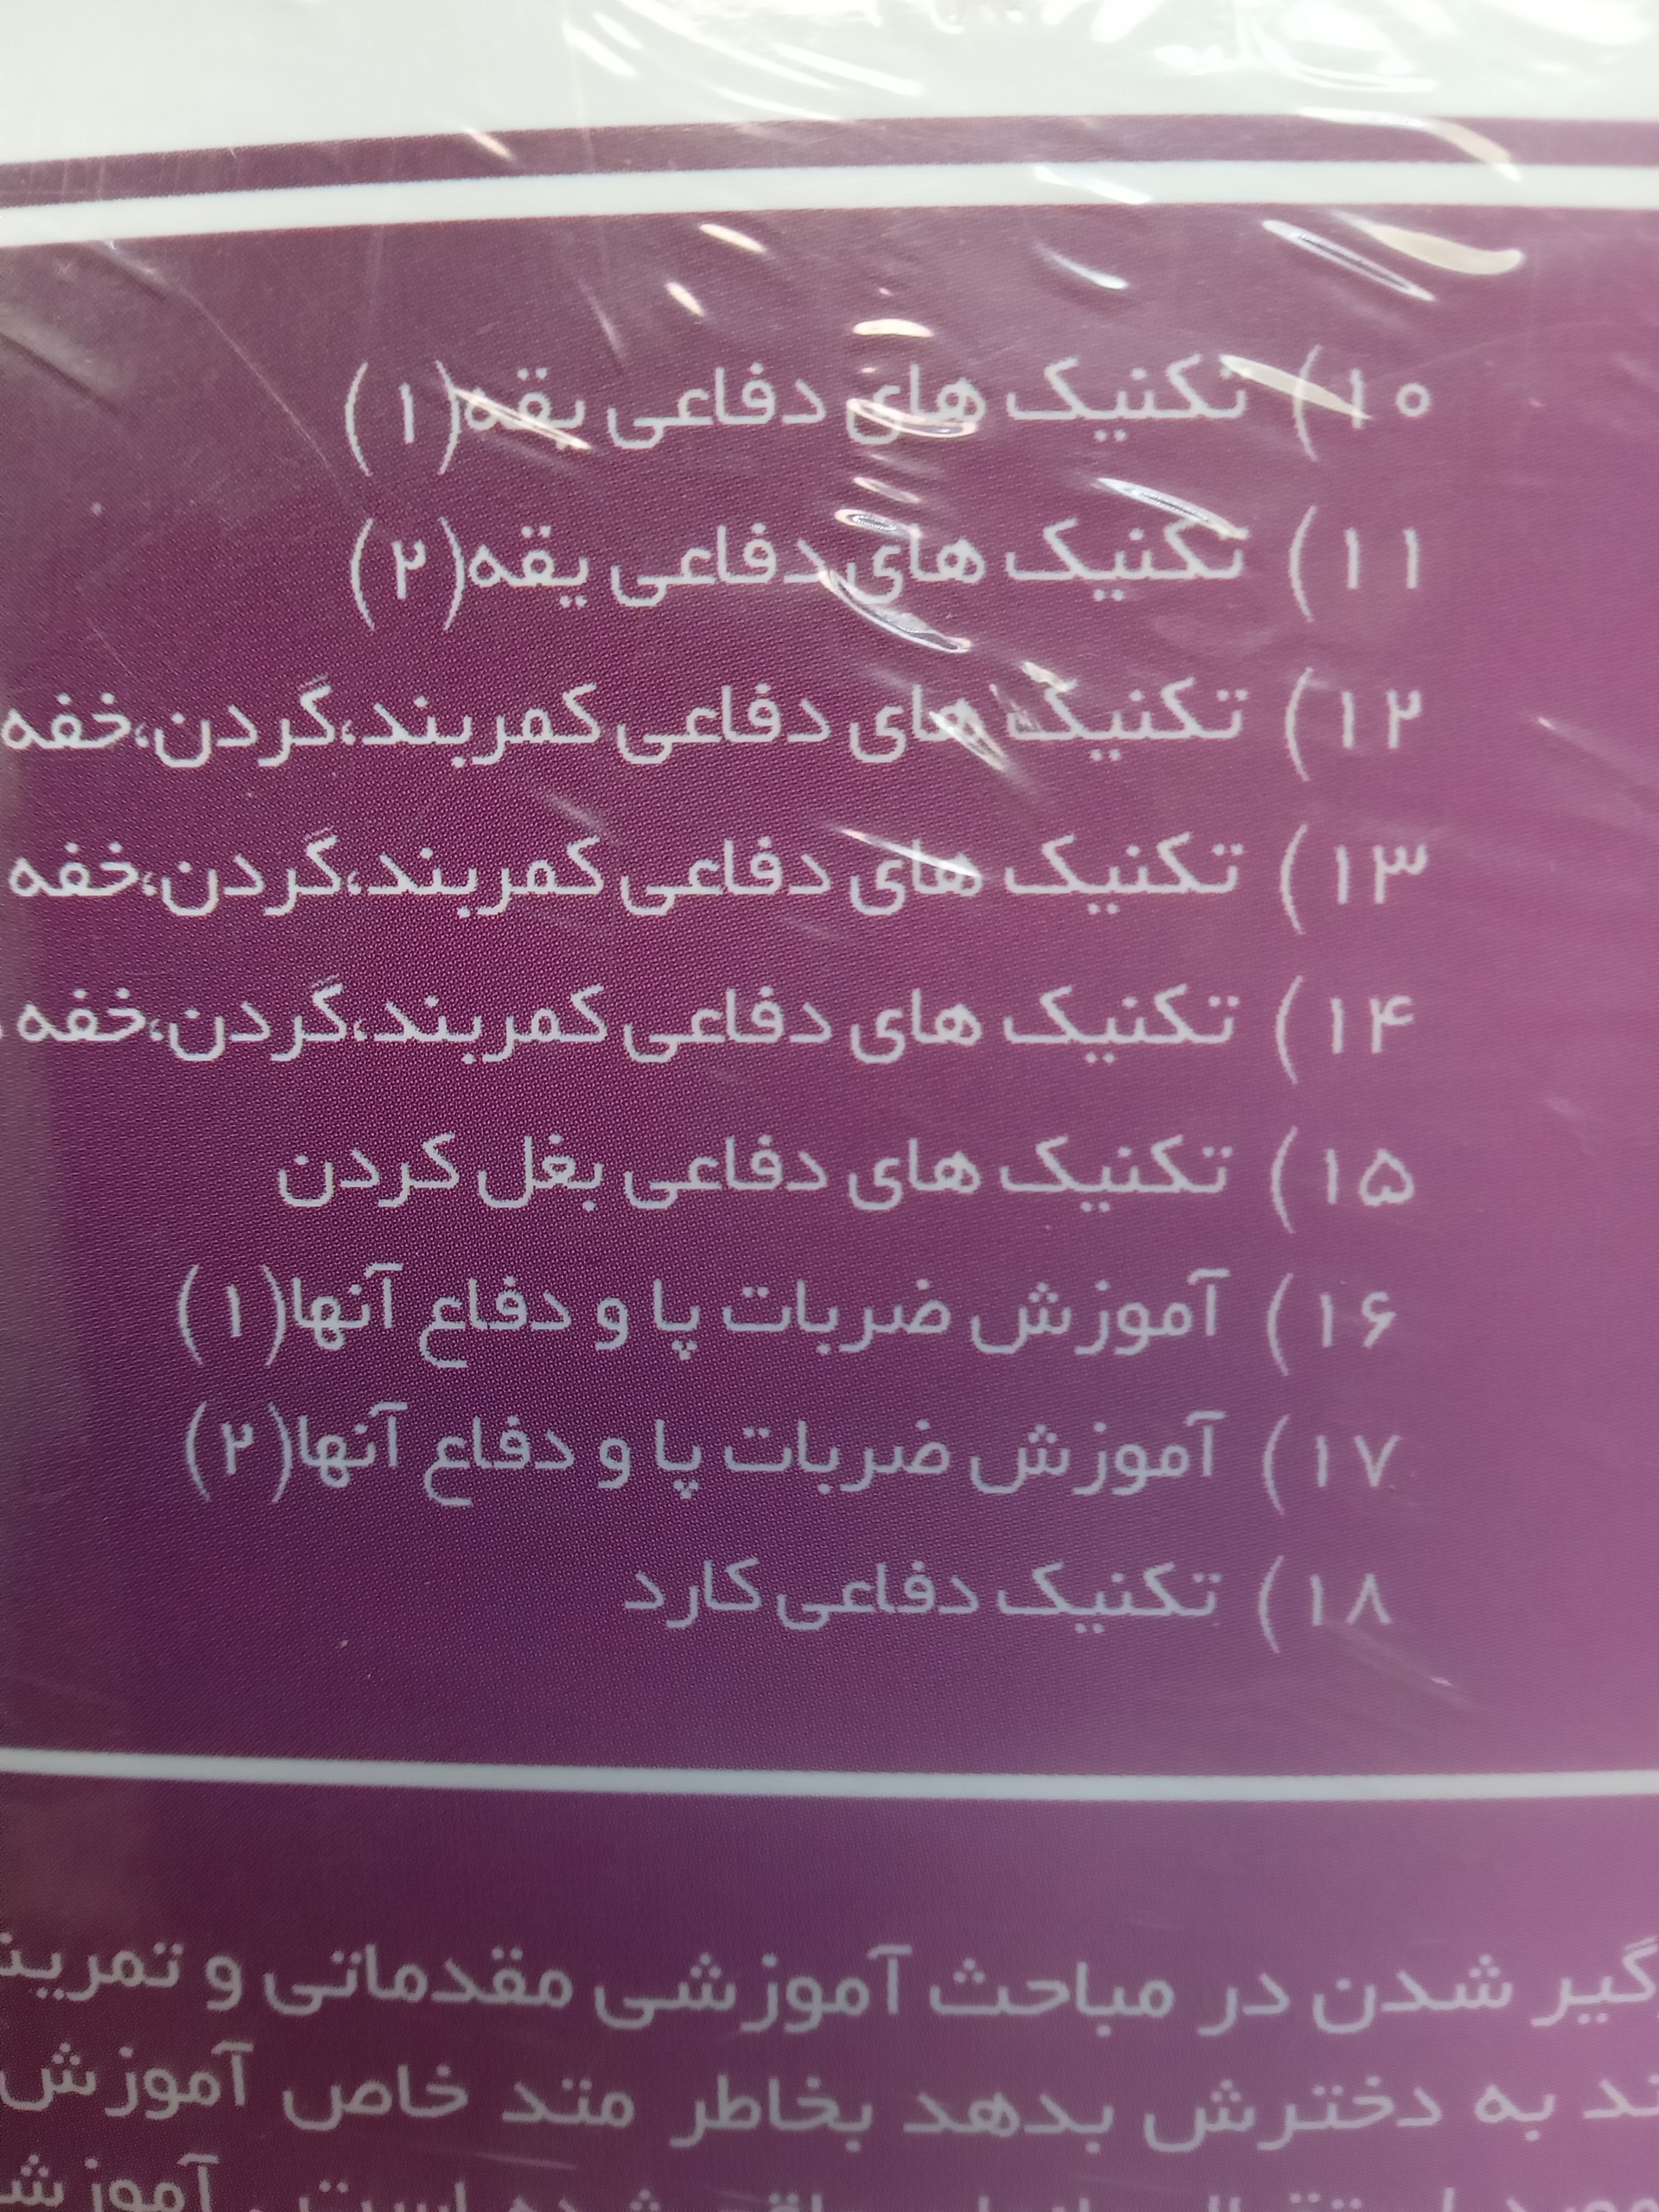 ۱۰) تکنیک های دفاعی یقه(۱)
۱۱) تکنیک های دفاعی یقه(۲)
۱۲) تکنیک های دفاعی کمربند،گردن،خفه
۱۳) تکنیک های دفاعی کمربند،گردن،خفه
۱۴) تکنیک های دفاعی کمربند،گردن،خفه
۱۵) تکنیک های دفاعی بغل کردن
۱۶) آموزش ضربات پا و دفاع آنها(۱)
۱۷) آموزش ضربات پا و دفاع آنها(۲)
۱۸) تکنیک دفاعی کارد
گیر شدن در مباحث آموزشی مقدماتی و
به دخترش بدهد بخاطر متد خاص آموزش